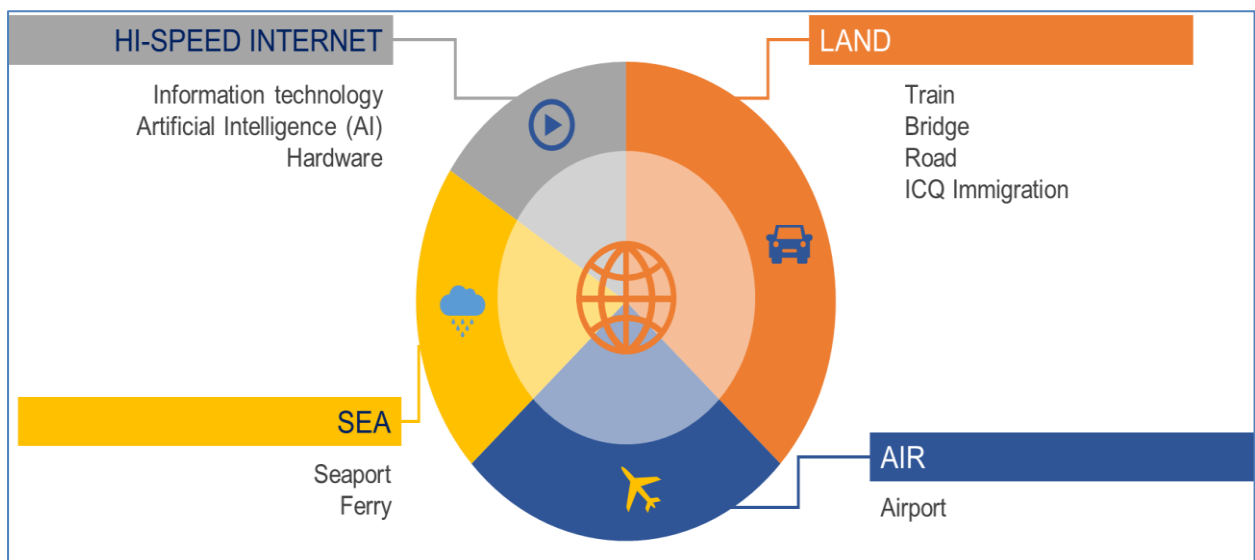 HI-SPEED INTERNET
Information technology
Artificial Intelligence (AI)
Hardware
LAND
Train
Bridge
Road
ICQ Immigration
SEA
Seaport
Ferry
AIR
Airport